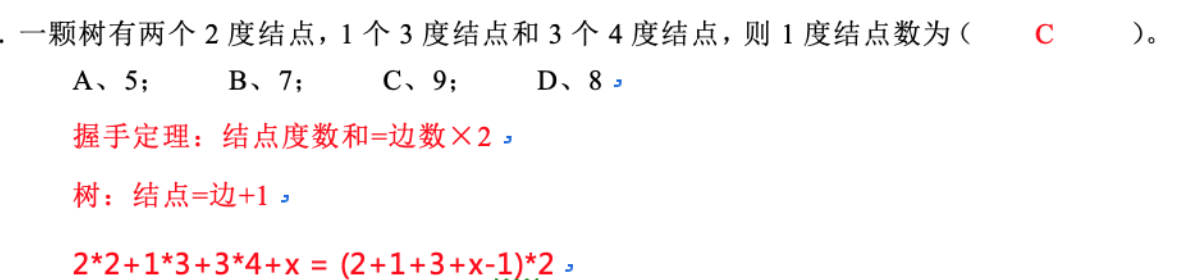 . 一颗树有两个 2 度结点，1 个 3 度结点和 3 个 4 度结点，则 1 度结点数为（ C ）。
A、5； B、7； C、9； D、8
握手定理：结点度数和=边数×2
树：结点=边+1
2*2+1*3+3*4+x = (2+1+3+x-1)*2